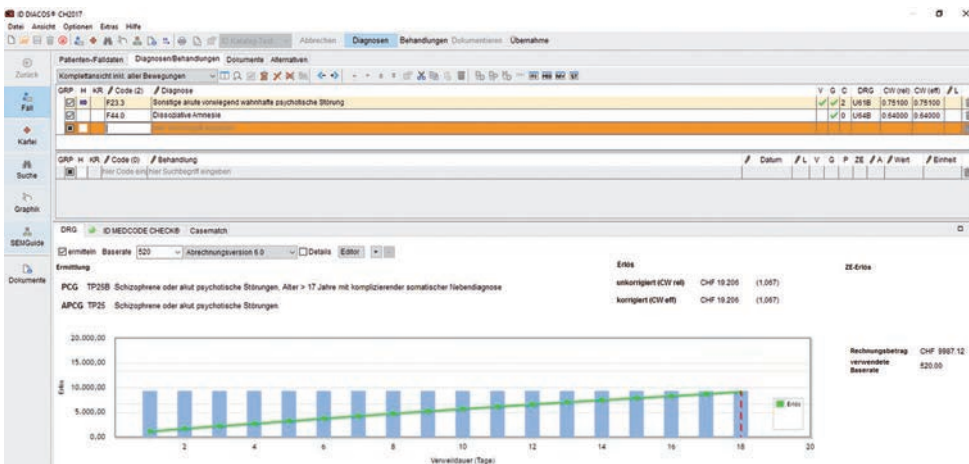 ID DIACOS® CH2017
Datei Ansicht Optionen Extras Hilfe
Abbrechen Diagnosen Behandlungen Dokumentieren Übernahme
Zurück
Fall
Kartei
Suche
Graphik
SEMGuide
Dokumente
Patienten-/Falldaten Diagnosen/Behandlungen Dokumente Alternativen
Komplettansicht inkl. aller Bewegungen
GRP H KR Code (2) Diagnose V G C DRG CW (rel) CW (eff) L
F23.3 Sonstige akute vorwiegend wahnhafte psychotische Störung 2 U61B 0.75100 0.75100
F44.0 Dissoziative Amnesie 0 U64B 0.64000 0.64000
GRP H KR Code (0) Behandlung Datum L V G P ZE A Wert Einheit
hier Code ein hier Suchbegriff eingeben
DRG ID MEDCODE CHECK® Casematch
ermitteln Baserate 520 Abrechnungsversion 6.0 Details Editor
Ermittlung Erlös ZE-Erlös
PCG TP25B Schizophrene oder akut psychotische Störungen, Alter > 17 Jahre mit komplizierender somatischer Nebendiagnose
unkorrigiert (CW rel) CHF 19.206 (1,067)
APCG TP25 Schizophrene oder akut psychotische Störungen
korrigiert (CW eff) CHF 19.206 (1,067)
20.000,00
15.000,00
10.000,00
5.000,00
0,00
Erlös
2 4 6 8 10 12 14 16 18 20
Verweildauer (Tage)
Erlös
Rechnungsbetrag CHF 9987.12
verwendete Baserate 520.00